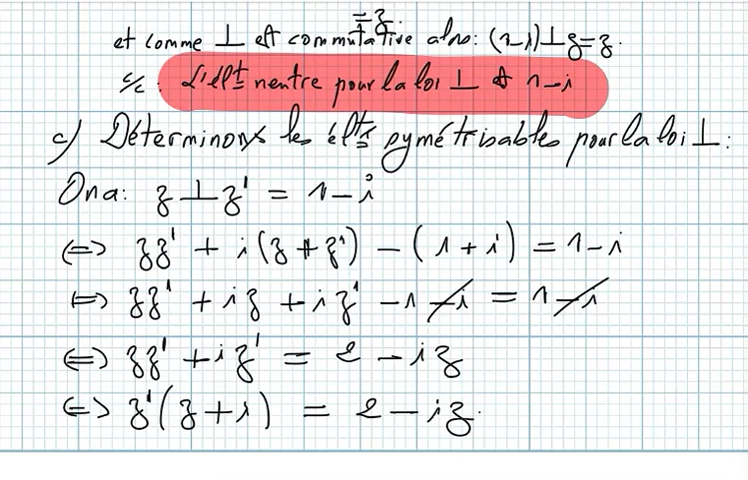 =z.
et comme ⊥ est commutative alors: (1-i)⊥z=z.
c/c: L'élt neutre pour la loi ⊥ est 1-i
c) Déterminons les élts symétrisables pour la loi ⊥:
On a: z ⊥ z' = 1-i
⟺ zz' + i(z + z') - (1 + i) = 1-i
⟺ zz' + iz + iz' - 1 - i = 1 - i
⟺ zz' + iz' = 2 - iz
⟺ z'(z + i) = 2 - iz.